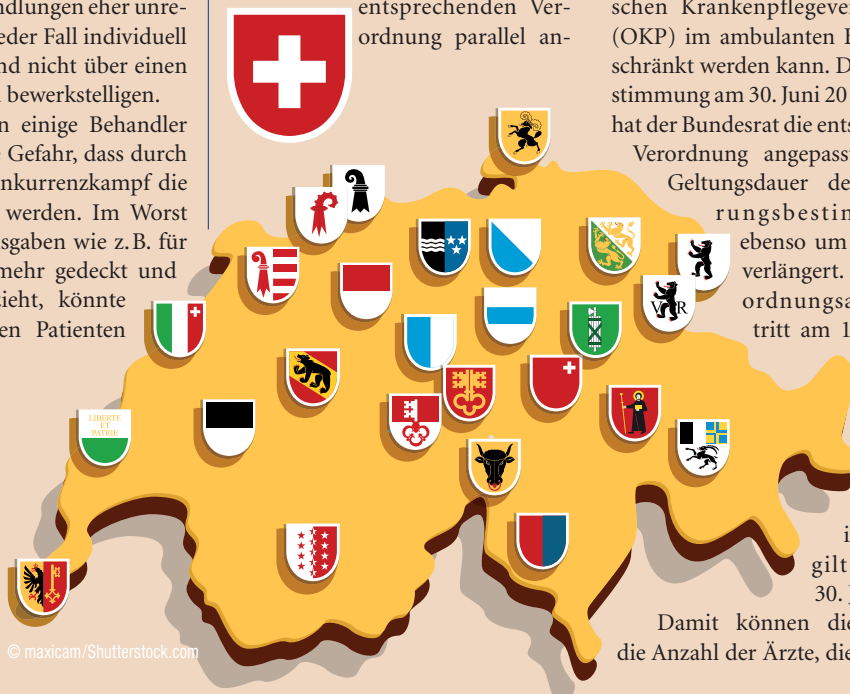 ndlungen eher unre-
eder Fall individuell
nd nicht über einen
bewerkstelligen.
n einige Behandler
Gefahr, dass durch
nkurrenzkampf die
werden. Im Worst
sgaben wie z. B. für
mehr gedeckt und
zieht, könnte
en Patienten
entsprechenden Ver-
ordnung parallel an-
schen Krankenpflegever
(OKP) im ambulanten
schränkt werden kann. D
stimmung am 30. Juni 20
hat der Bundesrat die ents
Verordnung angepasst
Geltungsdauer de
rungsbestin
ebenso um
verlängert.
ordnungsa
tritt am 1
LIBERTE
ET
PATRIE
V R
i
gilt
30. J
Damit können die
die Anzahl der Ärzte, die
© maxicam/Shutterstock.com